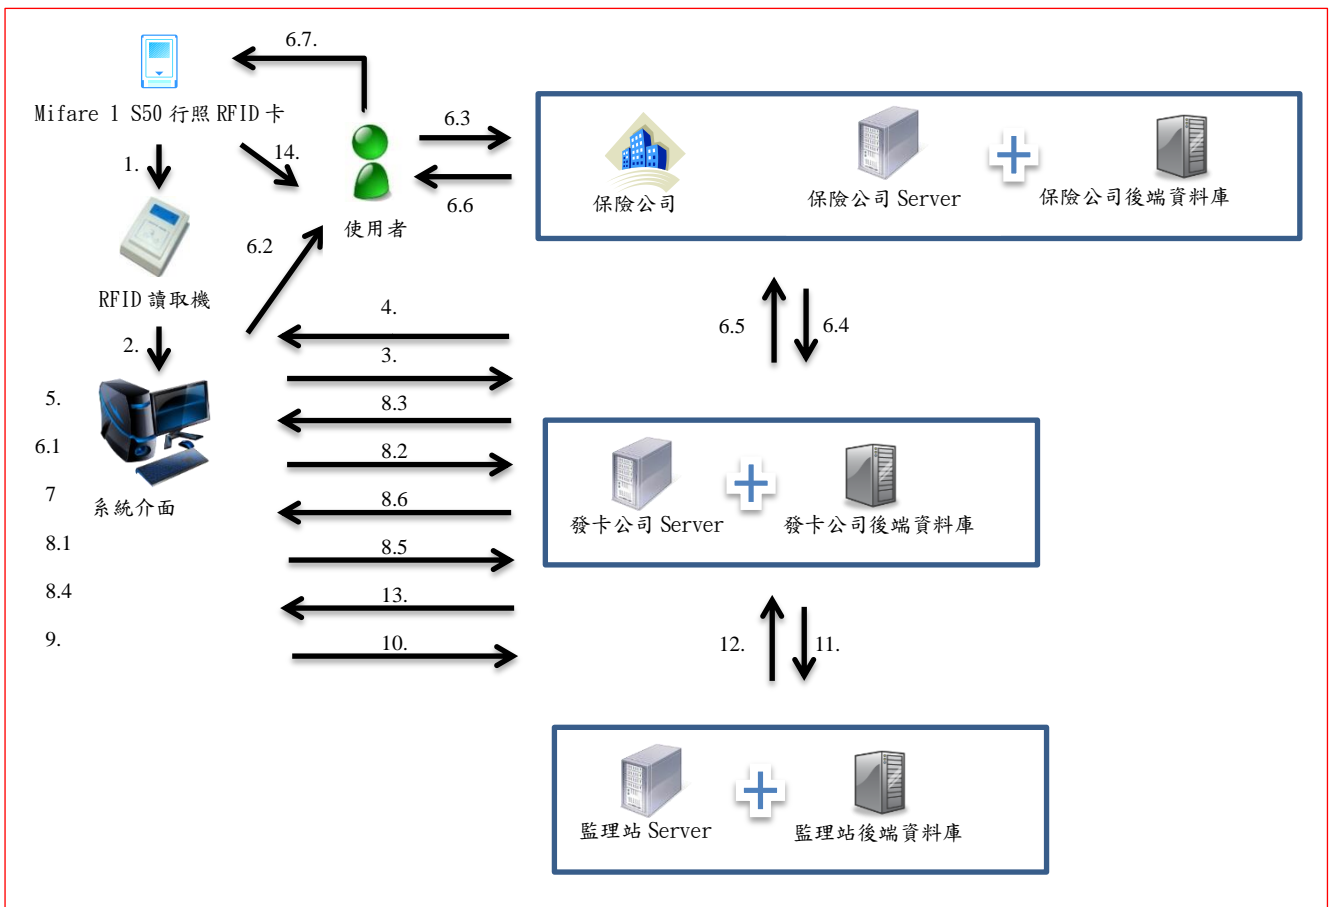 6.7.
Mifare 1 S50 行照 RFID 卡
6.3
1.
14.
6.6
使用者
6.2
RFID 讀取機
保險公司
保險公司 Server
保險公司後端資料庫
2.
4.
3.
6.5
6.4
5.
6.1
7
8.1
8.4
9.
系統介面
8.3
8.2
8.6
8.5
13.
10.
發卡公司 Server
發卡公司後端資料庫
12.
11.
監理站 Server
監理站後端資料庫